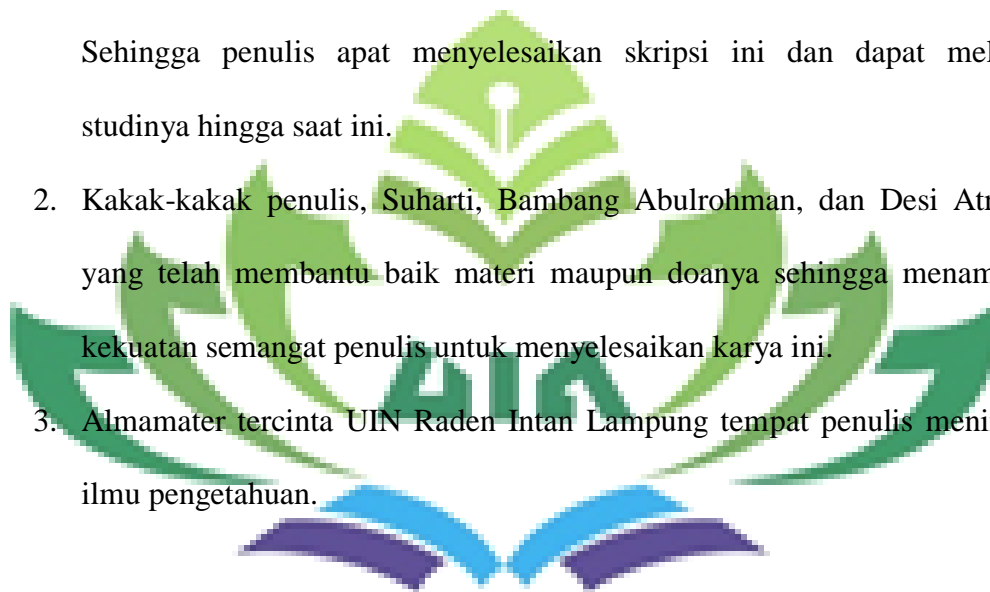 Sehingga penulis apat menyelesaikan skripsi ini dan dapat mel
studinya hingga saat ini.
2. Kakak-kakak penulis, Suharti, Bambang Abulrohman, dan Desi Atr
yang telah membantu baik materi maupun doanya sehingga menam
kekuatan semangat penulis untuk menyelesaikan karya ini.
UIN
3. Almamater tercinta UIN Raden Intan Lampung tempat penulis meni
ilmu pengetahuan.